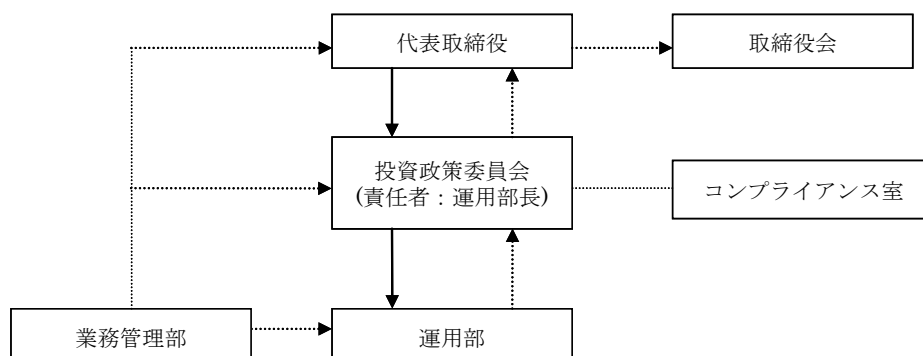 代表取締役
取締役会
投資政策委員会
(責任者：運用部長)
コンプライアンス室
業務管理部
運用部